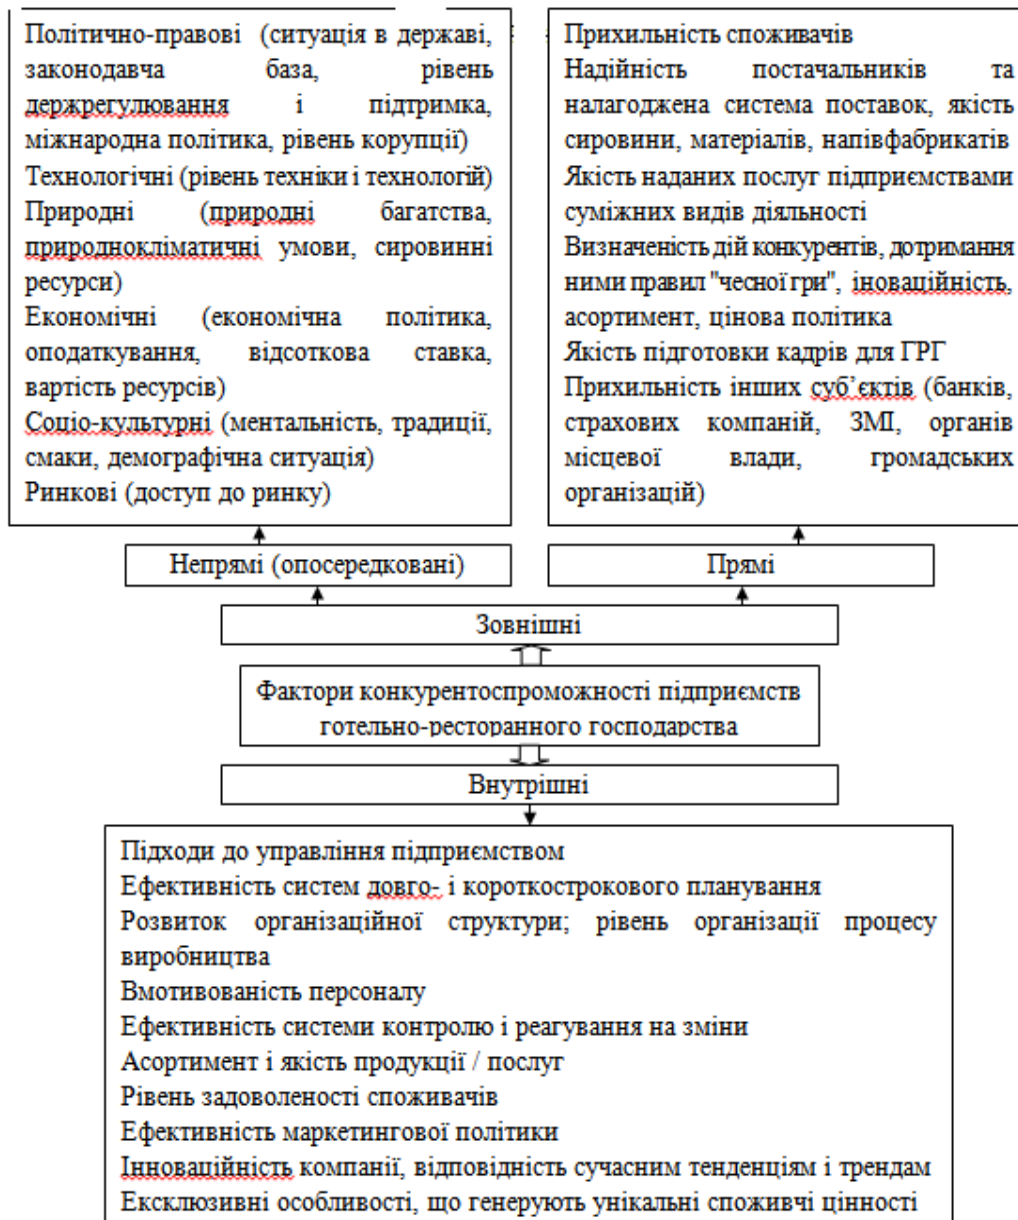 Політично-правові (ситуація в державі,
законодавча база, рівень
держрегулювання і підтримка,
міжнародна політика, рівень корупції)
Технологічні (рівень техніки і технологій)
Природні (природні багатства,
природнокліматичні умови, сировинні
ресурси)
Економічні (економічна політика,
оподаткування, відсоткова ставка,
вартість ресурсів)
Соціо-культурні (ментальність, традиції,
смаки, демографічна ситуація)
Ринкові (доступ до ринку)
Прихильність споживачів
Надійність постачальників та
налагоджена система поставок, якість
сировини, матеріалів, напівфабрикатів
Якість наданих послуг підприємствами
суміжних видів діяльності
Визначеність дій конкурентів, дотримання
ними правил "чесної гри", іноваційність,
асортимент, цінова політика
Якість підготовки кадрів для ГРГ
Прихильність інших суб’єктів (банків,
страхових компаній, ЗМІ, органів
місцевої влади, громадських
організацій)
Непрямі (опосередковані)
Прямі
Зовнішні
Фактори конкурентоспроможності підприємств
готельно-ресторанного господарства
Внутрішні
Підходи до управління підприємством
Ефективність систем довго- і короткострокового планування
Розвиток організаційної структури; рівень організації процесу
виробництва
Вмотивованість персоналу
Ефективність системи контролю і реагування на зміни
Асортимент і якість продукції / послуг
Рівень задоволеності споживачів
Ефективність маркетингової політики
Інноваційність компанії, відповідність сучасним тенденціям і трендам
Ексклюзивні особливості, що генерують унікальні споживчі цінності